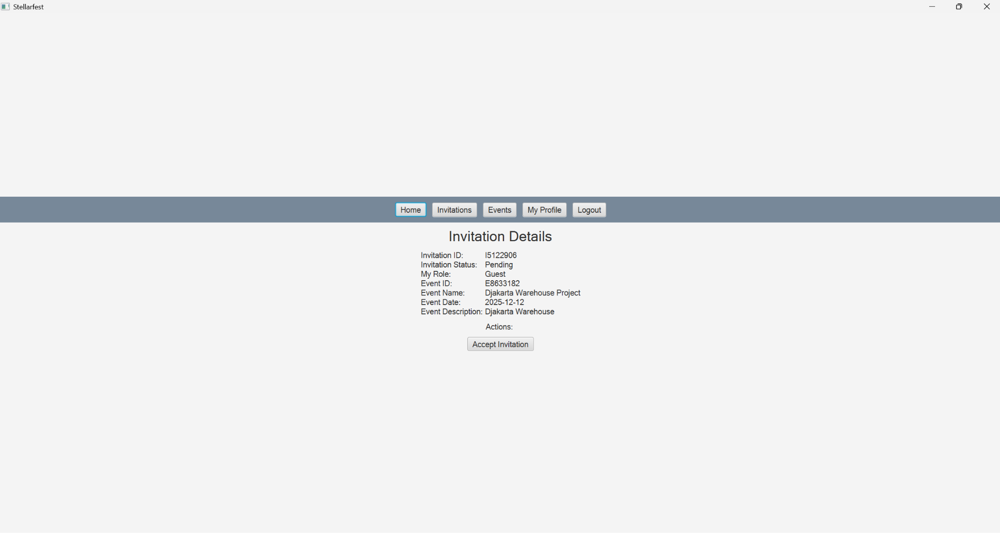 Stellarfest
Home Invitations Events My Profile Logout
Invitation Details
Invitation ID: I5122906
Invitation Status: Pending
My Role: Guest
Event ID: E8633182
Event Name: Djakarta Warehouse Project
Event Date: 2025-12-12
Event Description: Djakarta Warehouse
Actions:
Accept Invitation